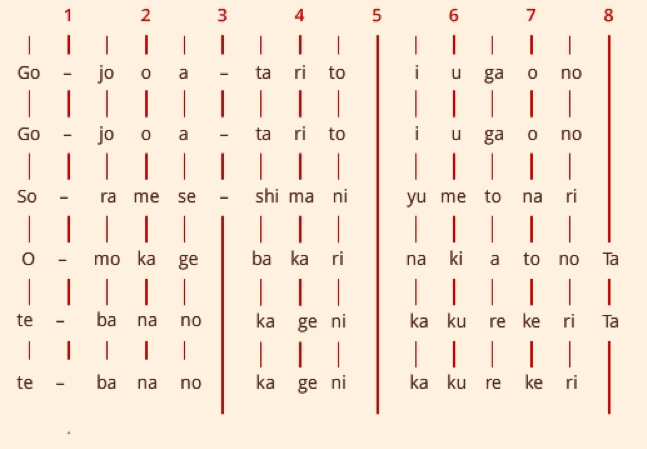 1 2 3 4 5 6 7 8
Go – jo o a – ta ri to i u ga o no
Go – jo o a – ta ri to i u ga o no
So – ra me se – shi ma ni yu me to na ri
O – mo ka ge ba ka ri na ki a to no Ta
te – ba na no ka ge ni ka ku re ke ri Ta
te – ba na no ka ge ni ka ku re ke ri